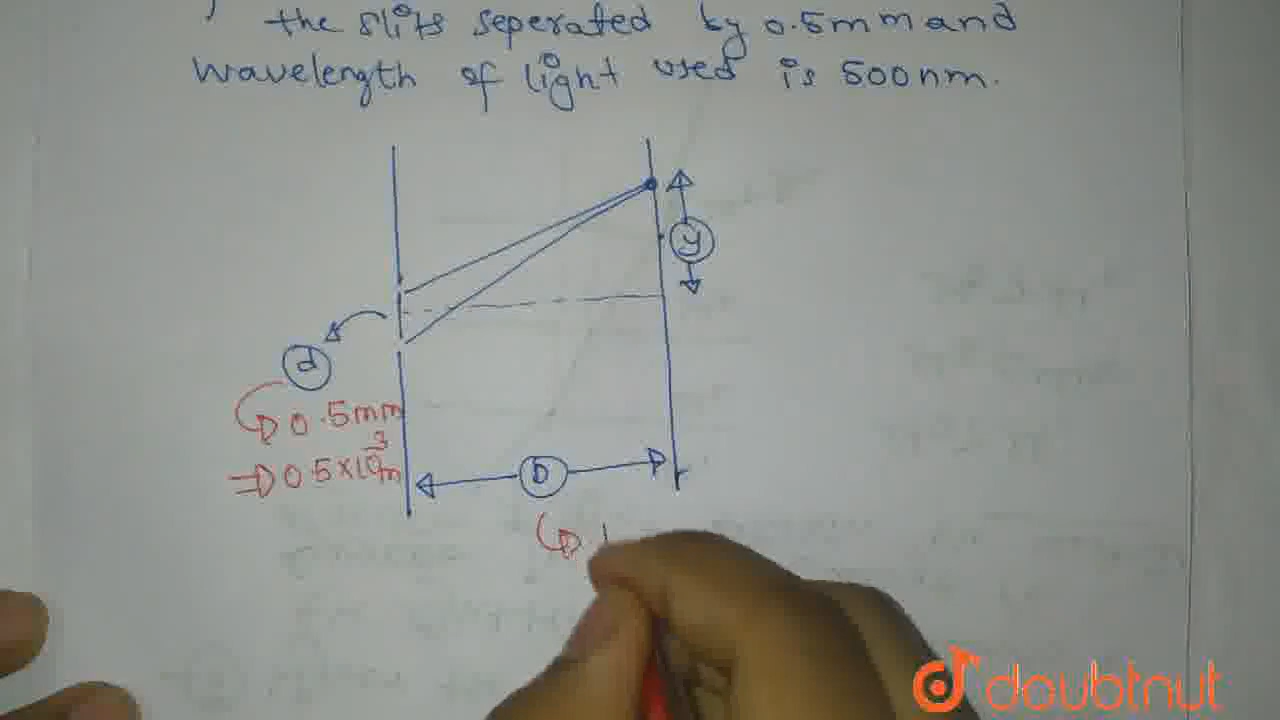 the slits seperated by 0.5mm and
wavelength of light used is 500nm.
y
d
0.5mm
0.5×10⁻³m
D
1
doubtnut